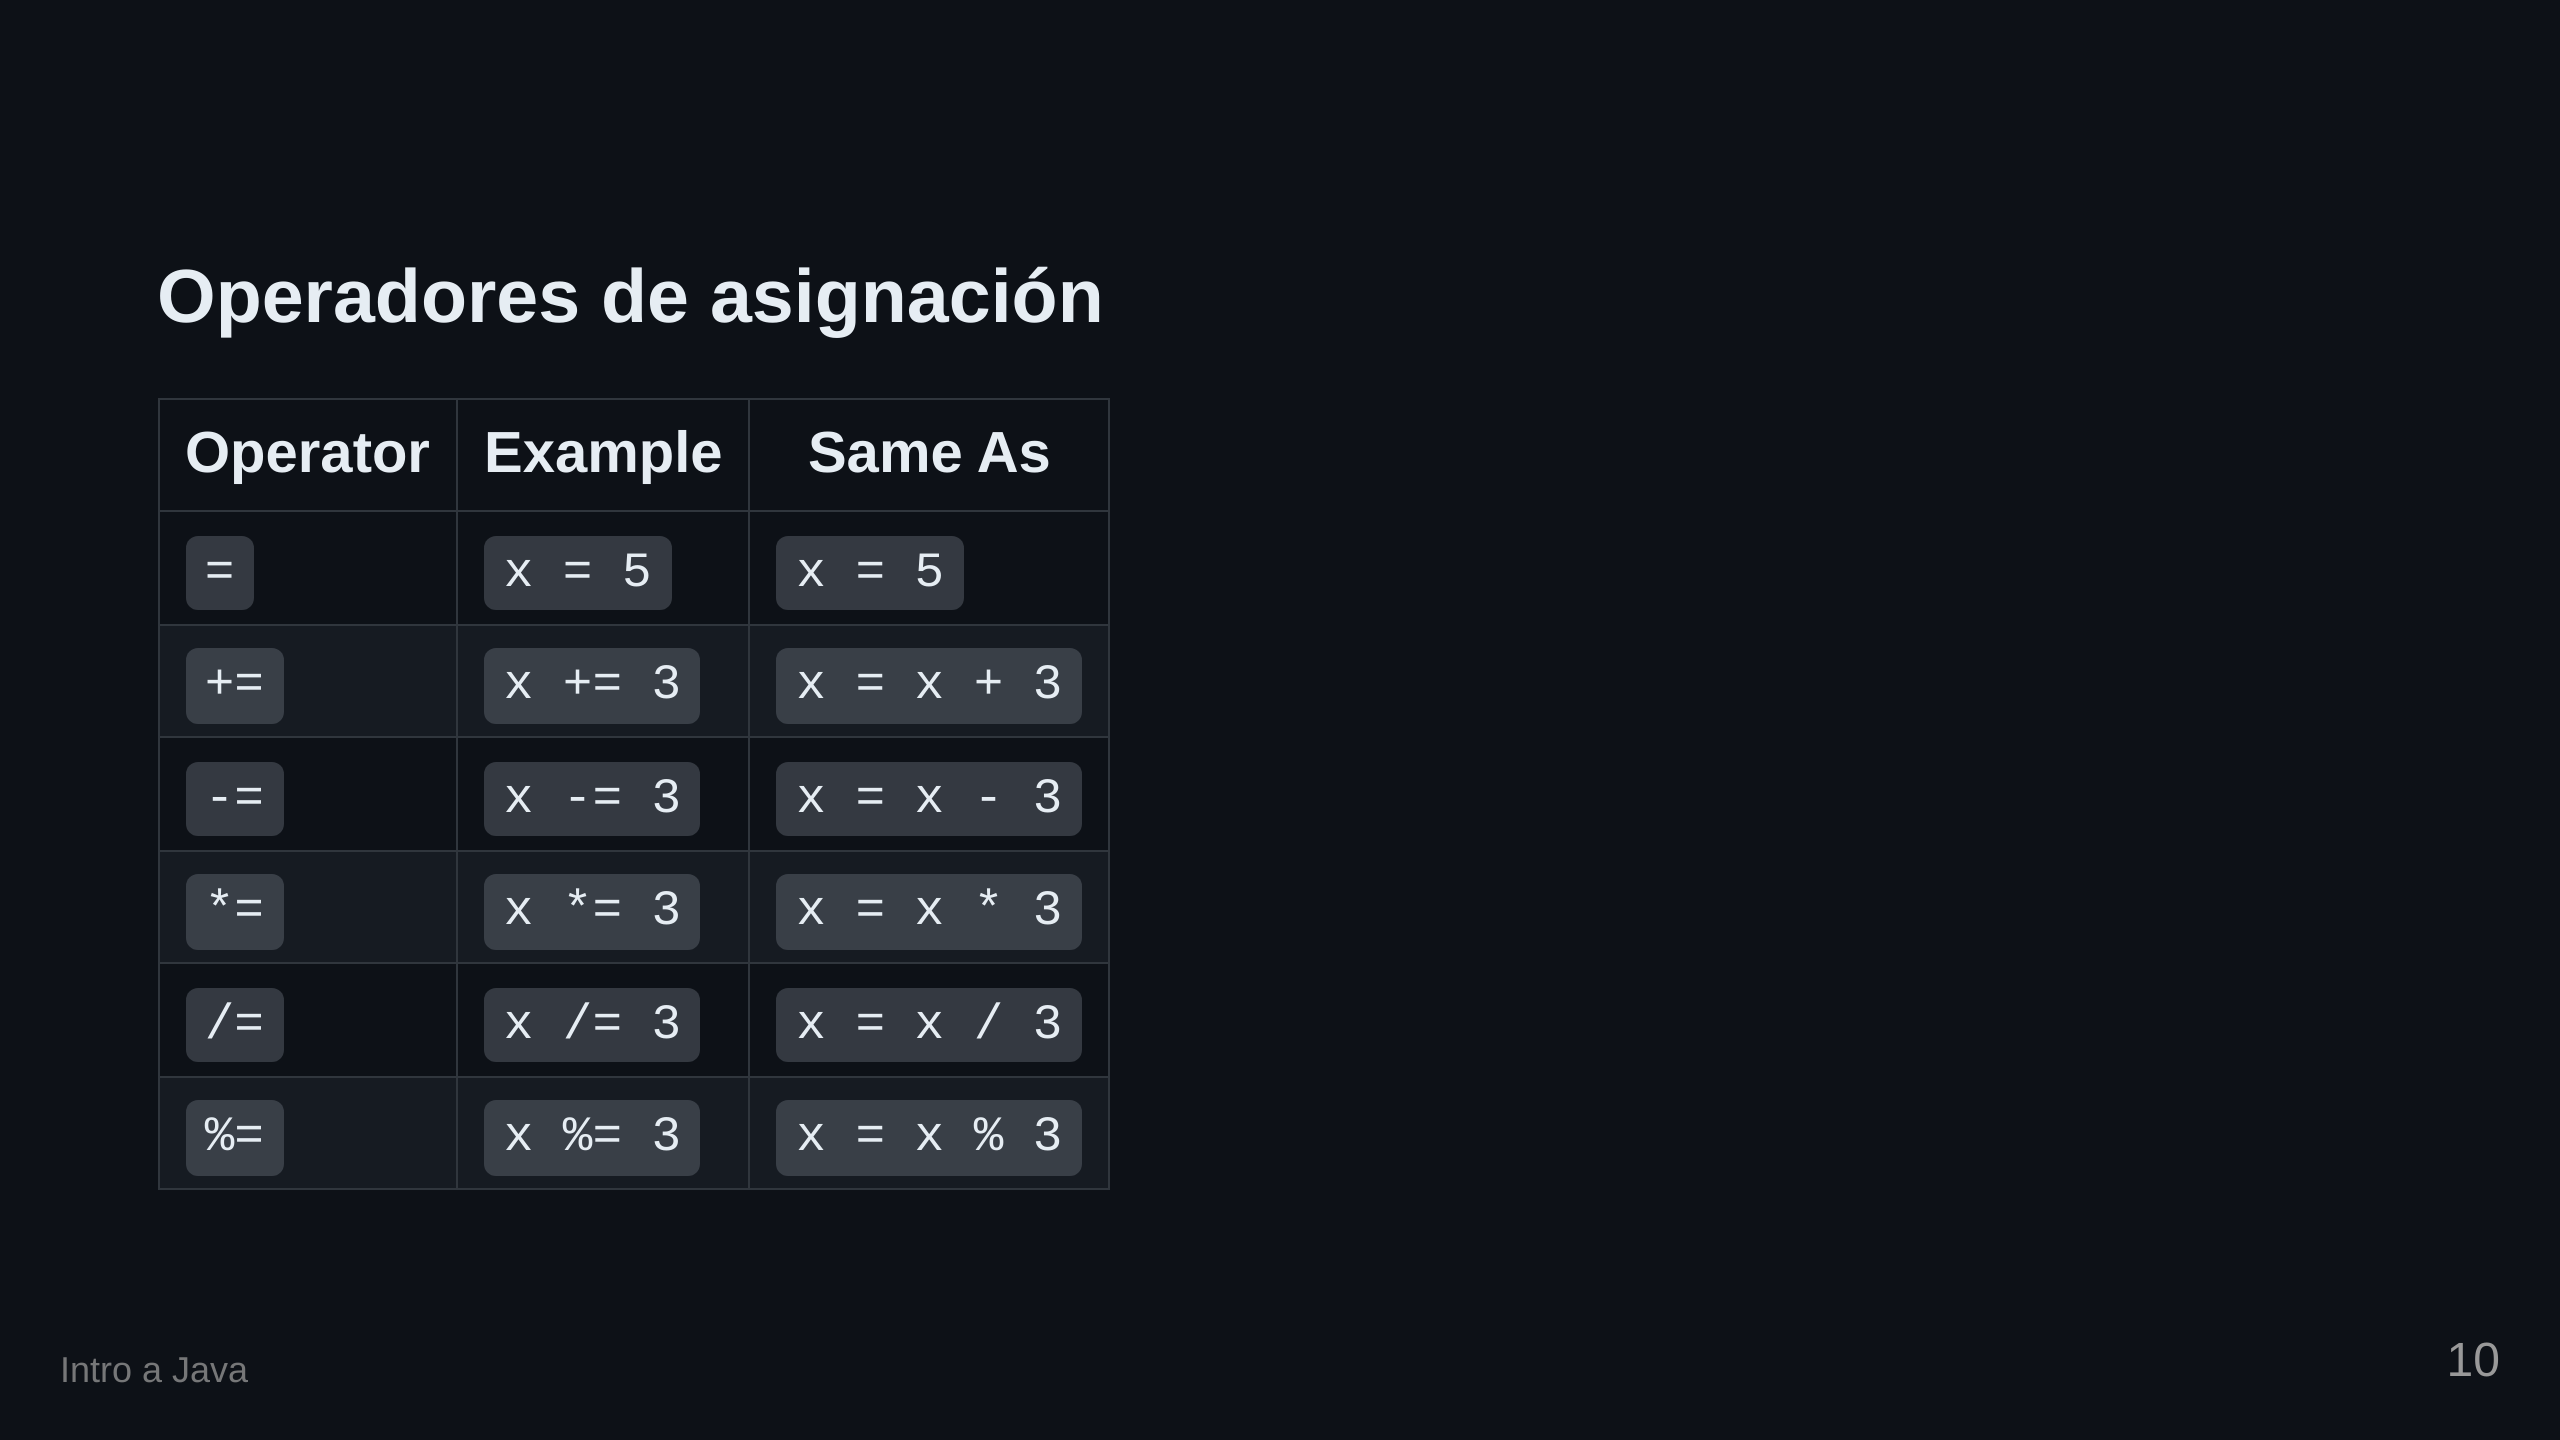 Operadores de asignación
Operator Example Same As
= x = 5 x = 5
+= x += 3 x = x + 3
-= x -= 3 x = x - 3
*= x *= 3 x = x * 3
/= x /= 3 x = x / 3
%= x %= 3 x = x % 3
Intro a Java
10